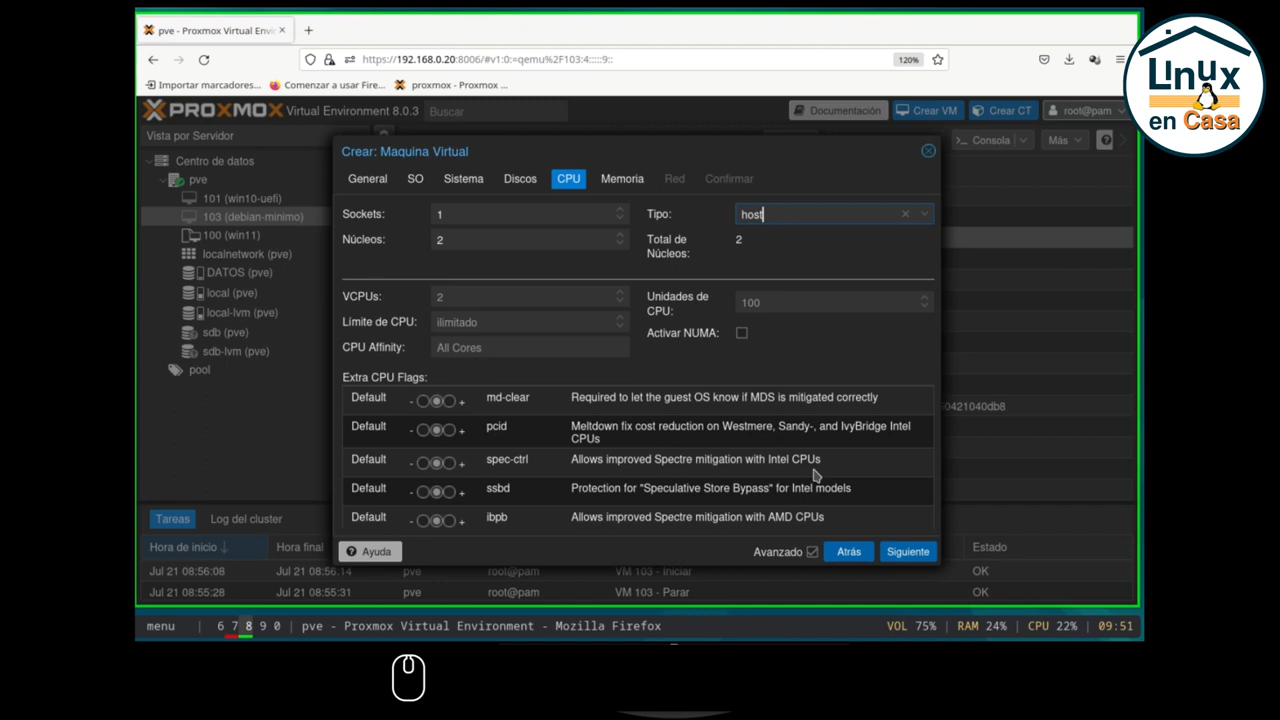 pve - Proxmox Virtual Envir
https://192.168.0.20:8006/#v1:0:=qemu%2F103:4:::::9::
120%
Importar marcadores...
Comenzar a usar Fire...
proxmox - Proxmox ...
Linux
en Casa
PROXMOX
Virtual Environment 8.0.3
Buscar
Documentación
Crear VM
Crear CT
root@pam
Vista por Servidor
Consola
Más
Centro de datos
pve
101 (win10-uefi)
103 (debian-minimo)
100 (win11)
localnetwork (pve)
DATOS (pve)
local (pve)
local-lvm (pve)
sdb (pve)
sdb-lvm (pve)
pool
Crear: Maquina Virtual
General
SO
Sistema
Discos
CPU
Memoria
Red
Confirmar
Sockets: 1
Tipo: host
Núcleos: 2
Total de Núcleos: 2
VCPUs: 2
Unidades de CPU: 100
Límite de CPU: ilimitado
Activar NUMA:
CPU Affinity: All Cores
Extra CPU Flags:
Default - + md-clear Required to let the guest OS know if MDS is mitigated correctly
Default - + pcid Meltdown fix cost reduction on Westmere, Sandy-, and IvyBridge Intel CPUs
Default - + spec-ctrl Allows improved Spectre mitigation with Intel CPUs
Default - + ssbd Protection for "Speculative Store Bypass" for Intel models
Default - + ibpb Allows improved Spectre mitigation with AMD CPUs
50421040db8
Ayuda
Avanzado
Atrás
Siguiente
Tareas
Log del cluster
Hora de inicio
Hora final
Estado
Jul 21 08:56:08 Jul 21 08:56:14 pve root@pam VM 103 - Iniciar OK
Jul 21 08:55:28 Jul 21 08:55:31 pve root@pam VM 103 - Parar OK
menu | 6 7 8 9 0 | pve - Proxmox Virtual Environment - Mozilla Firefox
VOL 75% | RAM 24% | CPU 22% | 09:51